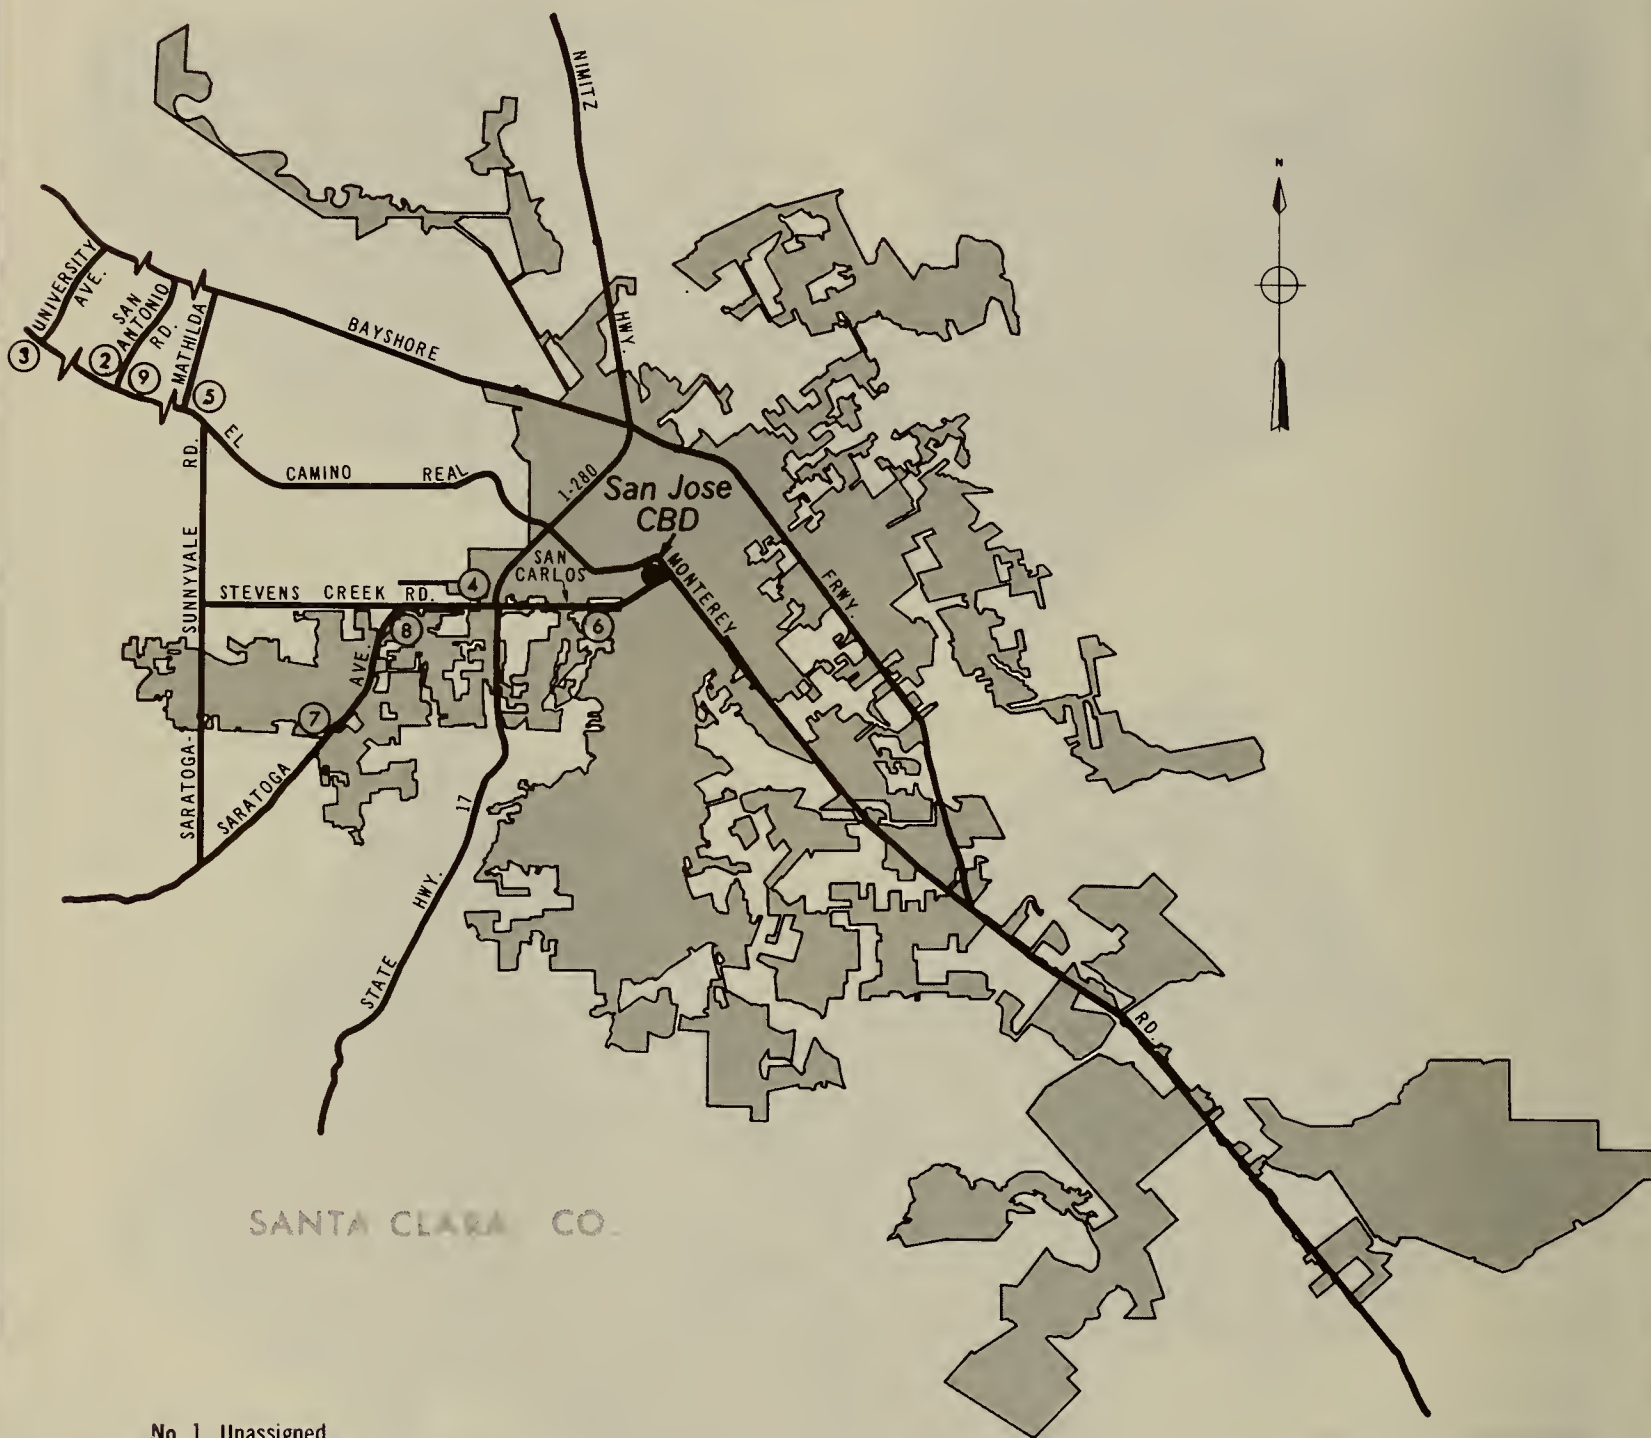 NIMITZ
HWY.
N
UNIVERSITY
AVE.
SAN
ANTONIO
RD.
MATHILDA
BAYSHORE
3
2
9
5
EL
CAMINO REAL
RD.
I-280
San Jose
CBD
SAN
CARLOS
MONTEREY
FRWY.
SUNNYVALE
STEVENS CREEK RD.
4
8
6
AVE.
7
SARATOGA-
SARATOGA
17
HWY.
STATE
RD.
SANTA CLARA CO.
No. 1 Unassigned